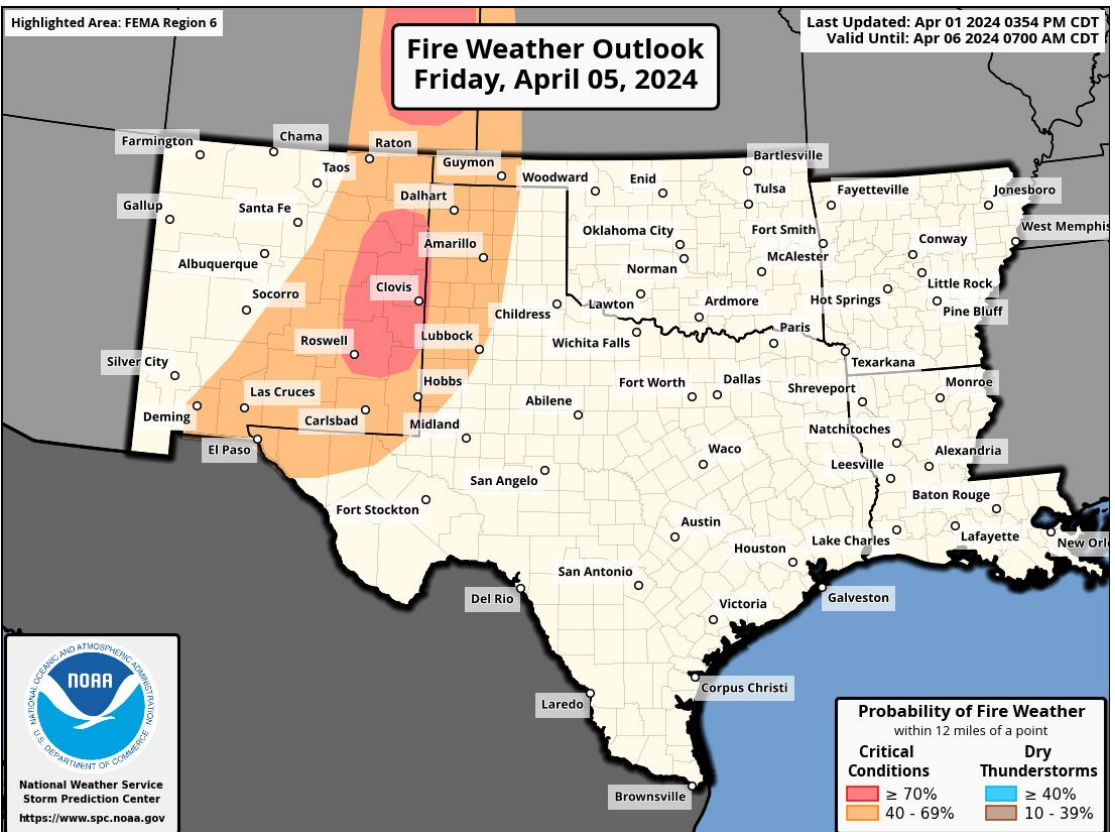 Highlighted Area: FEMA Region 6
Fire Weather Outlook
Friday, April 05, 2024
Last Updated: Apr 01 2024 0354 PM CDT
Valid Until: Apr 06 2024 0700 AM CDT
Farmington
Chama
Raton
Taos
Guymon
Woodward
Enid
Bartlesville
Tulsa
Fayetteville
Jonesboro
Gallup
Santa Fe
Dalhart
Amarillo
Oklahoma City
Fort Smith
Conway
West Memphis
Albuquerque
Norman
McAlester
Socorro
Clovis
Childress
Lawton
Ardmore
Hot Springs
Little Rock
Pine Bluff
Roswell
Lubbock
Wichita Falls
Paris
Texarkana
Silver City
Las Cruces
Hobbs
Abilene
Fort Worth
Dallas
Shreveport
Monroe
Deming
Carlsbad
Midland
Natchitoches
El Paso
San Angelo
Waco
Leesville
Alexandria
Fort Stockton
Austin
Baton Rouge
Houston
Lake Charles
Lafayette
New Orl
Del Rio
San Antonio
Victoria
Galveston
Laredo
Corpus Christi
Brownsville
NATIONAL OCEANIC AND ATMOSPHERIC ADMINISTRATION
NOAA
U.S. DEPARTMENT OF COMMERCE
National Weather Service
Storm Prediction Center
https://www.spc.noaa.gov
Probability of Fire Weather
within 12 miles of a point
Critical Conditions
≥ 70%
40 - 69%
Dry Thunderstorms
≥ 40%
10 - 39%